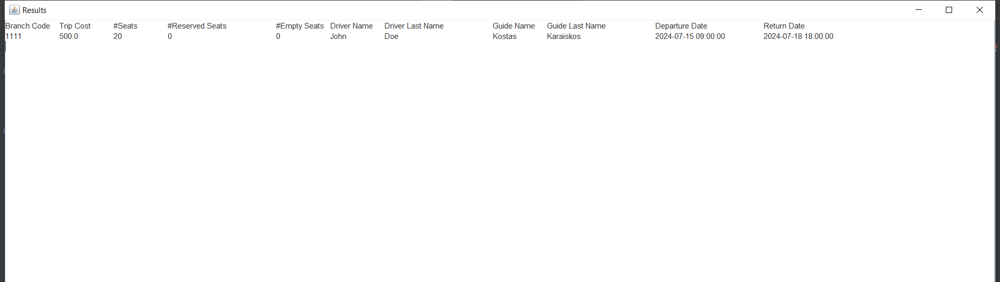 Results
Branch Code Trip Cost #Seats #Reserved Seats #Empty Seats Driver Name Driver Last Name Guide Name Guide Last Name Departure Date Return Date
1111 500.0 20 0 0 John Doe Kostas Karaiskos 2024-07-15 09:00:00 2024-07-18 18:00:00